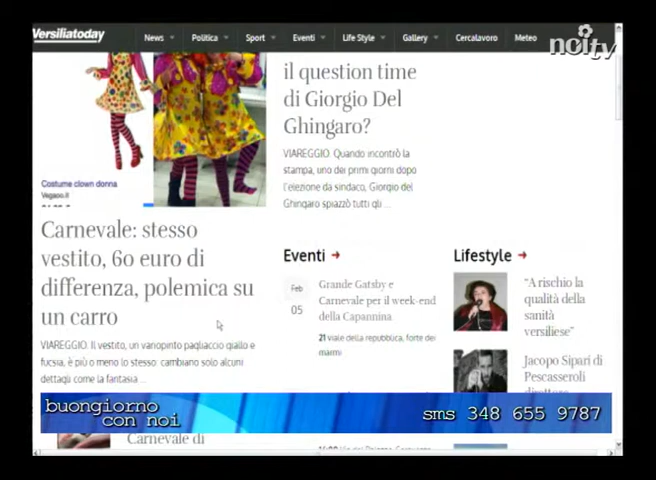 Versiliatoday
News Politica Sport Eventi Life Style Gallery Cercalavoro Meteo
noitv
Costume clown donna
Vegaoo.it
Carnevale: stesso
vestito, 60 euro di
differenza, polemica su
un carro
VIAREGGIO. Il vestito, un variopinto pagliaccio giallo e
fucsia, è più o meno lo stesso: cambiano solo alcuni
dettagli come la fantasia ...
il question time
di Giorgio Del
Ghingaro?
VIAREGGIO. Quando incontrò la
stampa, uno dei primi giorni dopo
l'elezione da sindaco, Giorgio del
Ghingaro spiazzò tutti gli ...
Eventi
Feb
05
Grande Gatsby e
Carnevale per il week-end
della Capannina
21 viale della repubblica, forte dei
marmi
Lifestyle
"A rischio la
qualità della
sanità
versiliese"
Jacopo Sipari di
Pescasseroli
direttore
buongiorno
con noi
sms 348 655 9787
Carnevale di